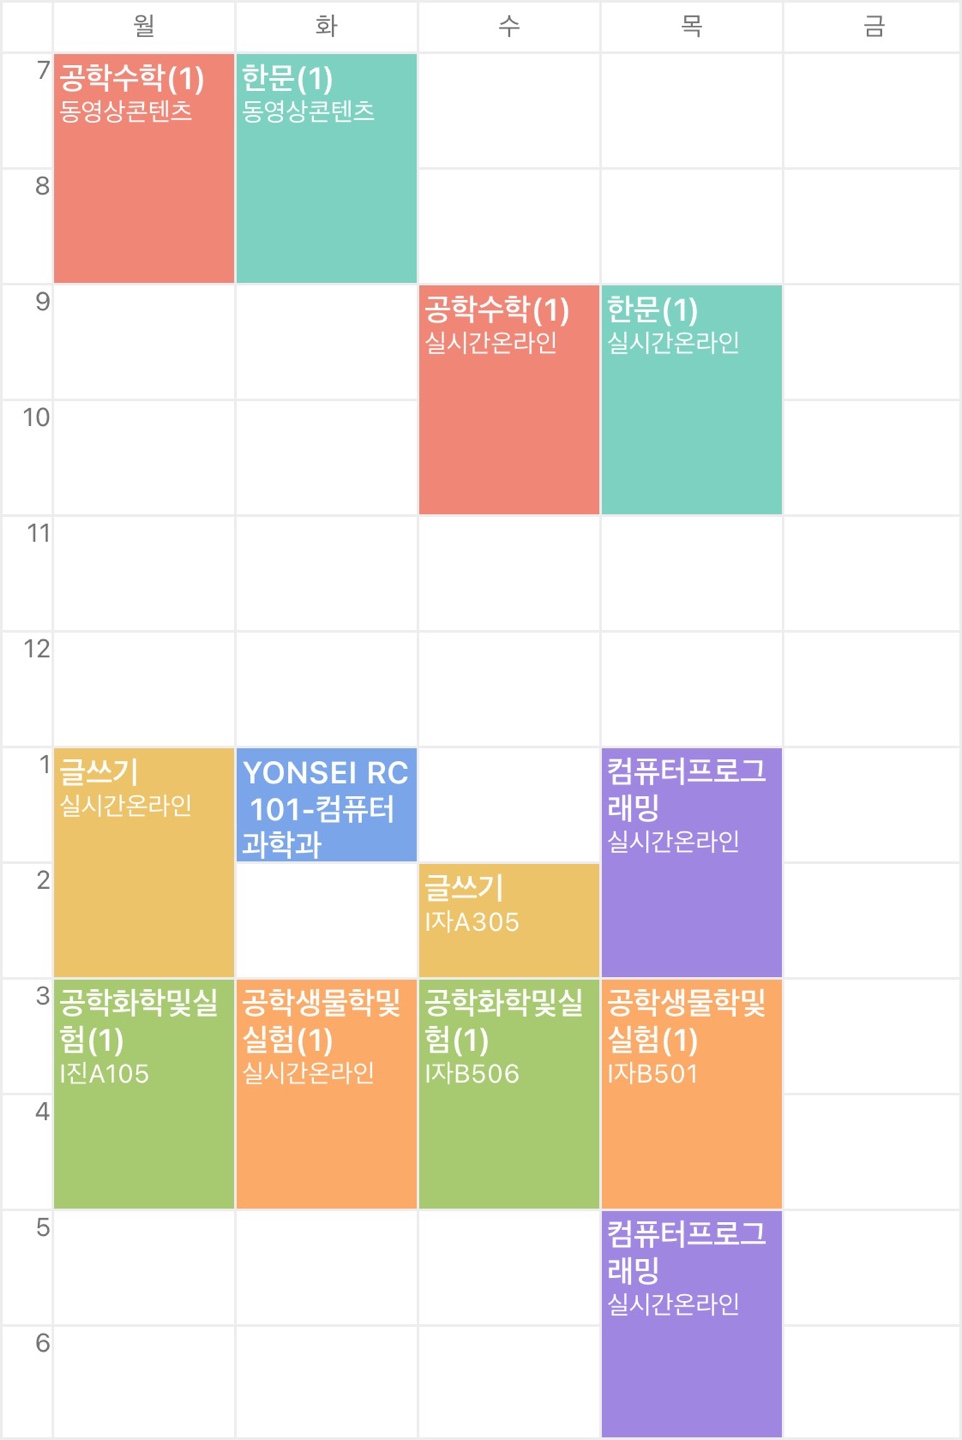 월 화 수 목 금
7
공학수학(1)
동영상콘텐츠
한문(1)
동영상콘텐츠
8
9
공학수학(1)
실시간온라인
한문(1)
실시간온라인
10
11
12
1
글쓰기
실시간온라인
YONSEI RC
101-컴퓨터
과학과
컴퓨터프로그
래밍
실시간온라인
2
글쓰기
I자A305
3
공학화학및실
험(1)
I진A105
공학생물학및
실험(1)
실시간온라인
공학화학및실
험(1)
I자B506
공학생물학및
실험(1)
I자B501
4
5
컴퓨터프로그
래밍
실시간온라인
6